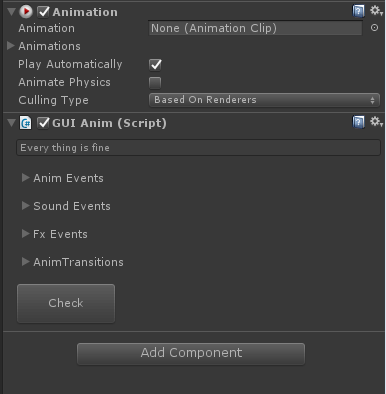 Animation
Animation None (Animation Clip)
Animations
Play Automatically
Animate Physics
Culling Type Based On Renderers
GUI Anim (Script)
Every thing is fine
Anim Events
Sound Events
Fx Events
AnimTransitions
Check
Add Component